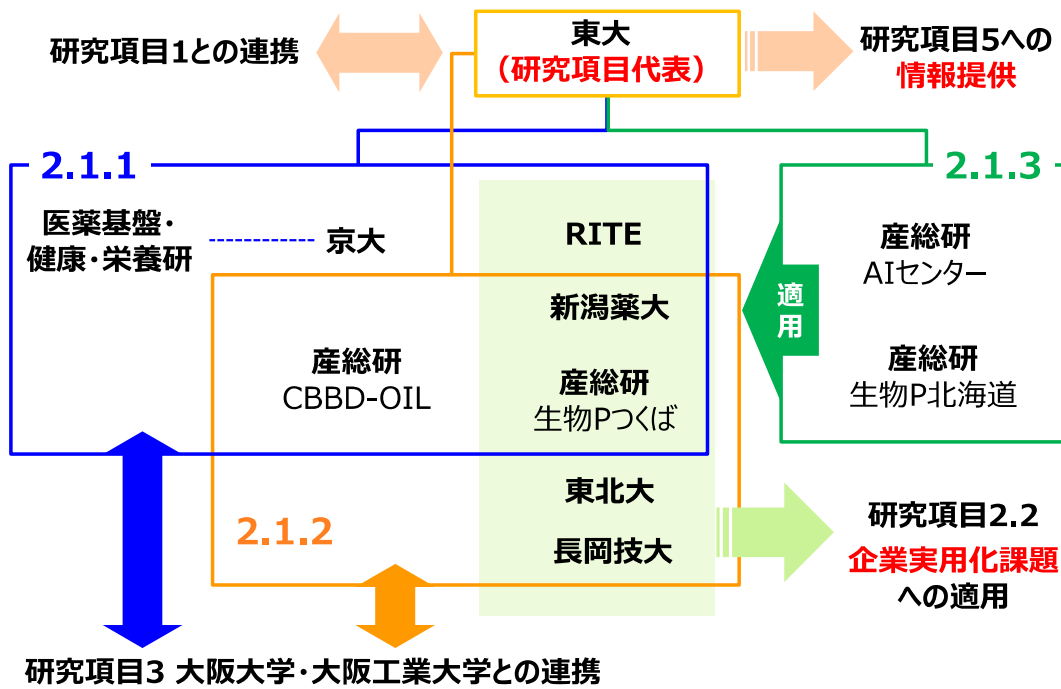 研究項目1との連携
東大
（研究項目代表）
研究項目5への
情報提供
2.1.1
2.1.3
医薬基盤・
健康・栄養研
京大
RITE
産総研
AIセンター
適
用
新潟薬大
産総研
CBBD-OIL
産総研
生物Pつくば
産総研
生物P北海道
2.1.2
東北大
長岡技大
研究項目2.2
企業実用化課題
への適用
研究項目3 大阪大学・大阪工業大学との連携